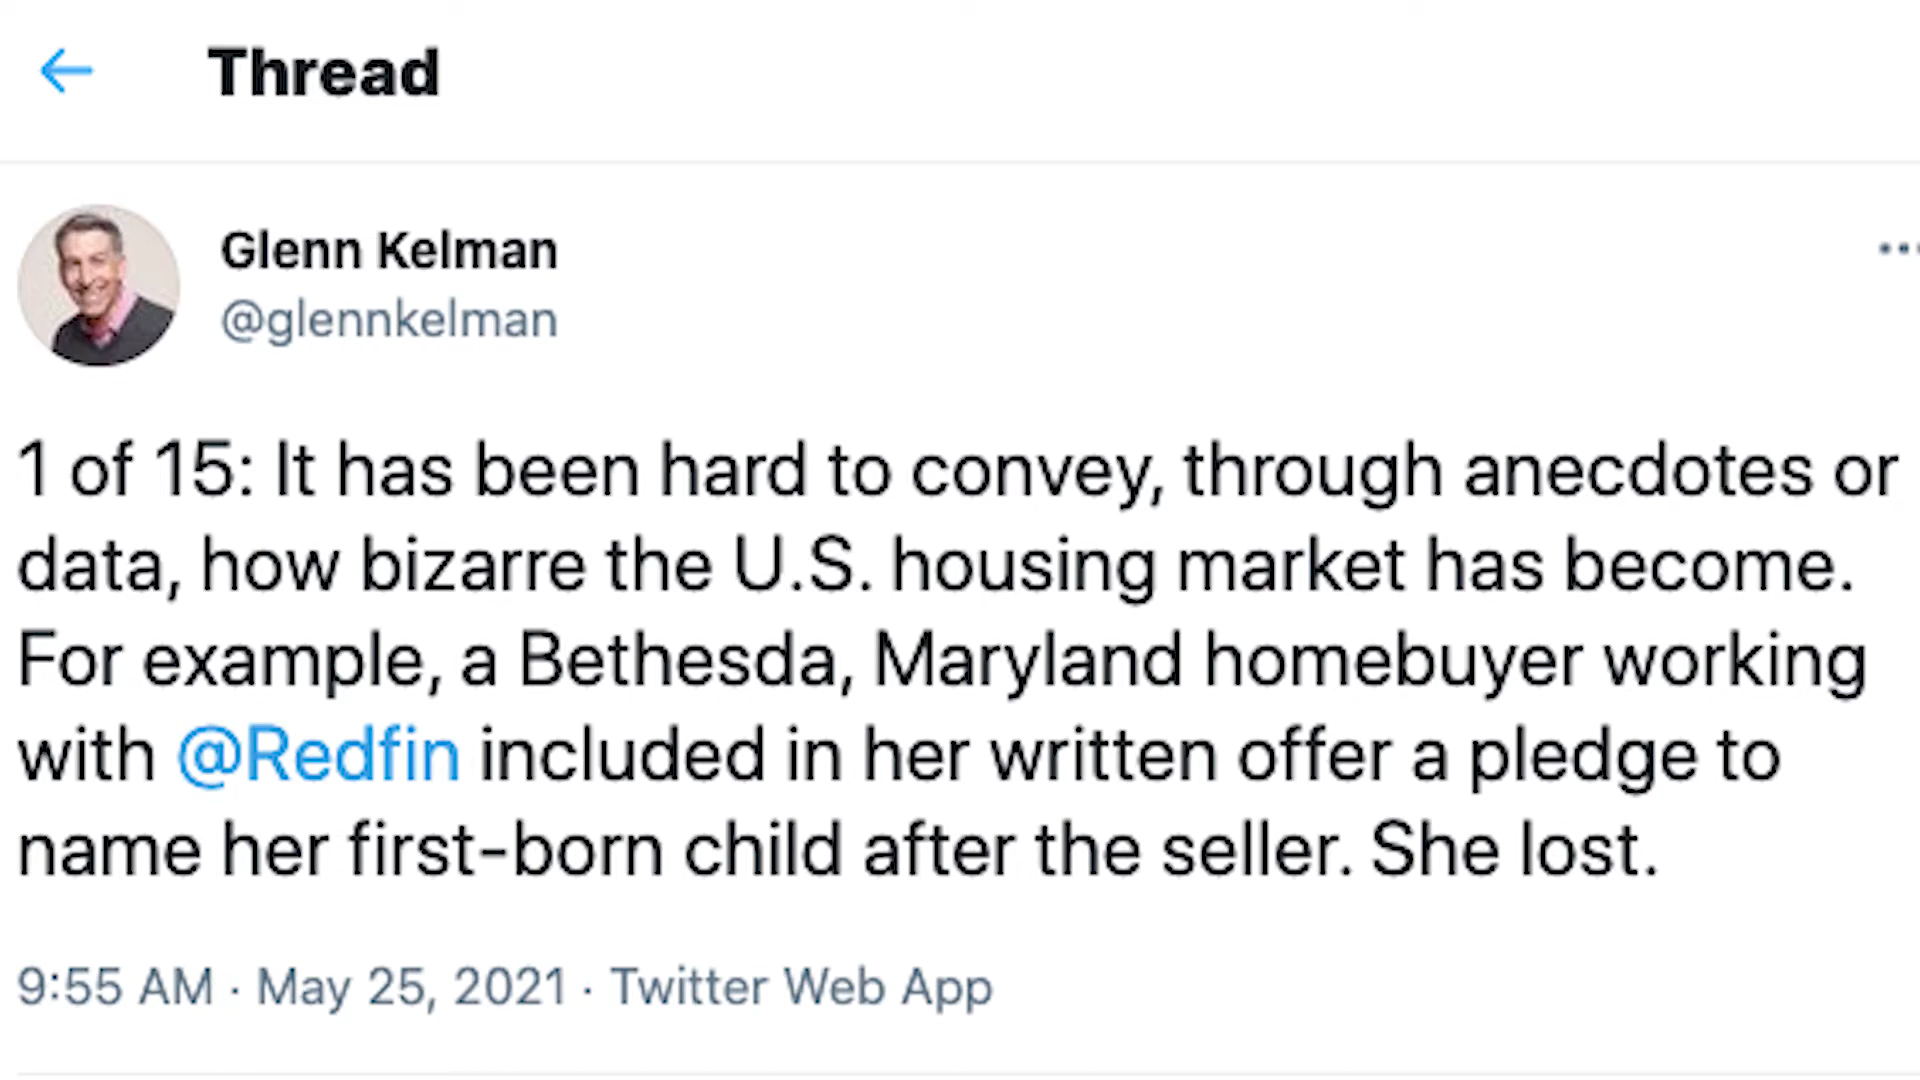 Thread
Glenn Kelman
@glennkelman
1 of 15: It has been hard to convey, through anecdotes or
data, how bizarre the U.S. housing market has become.
For example, a Bethesda, Maryland homebuyer working
with @Redfin included in her written offer a pledge to
name her first-born child after the seller. She lost.
9:55 AM · May 25, 2021 · Twitter Web App